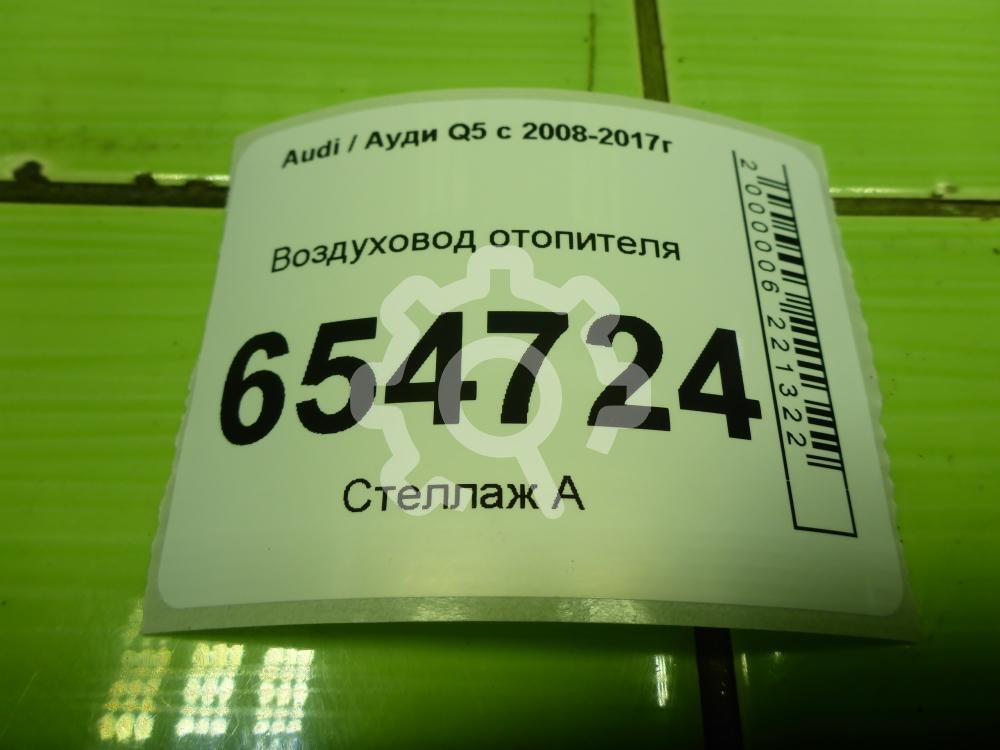 Audi / Ауди Q5 с 2008-2017г
Воздуховод отопителя
654724
Стеллаж А
2000006221322